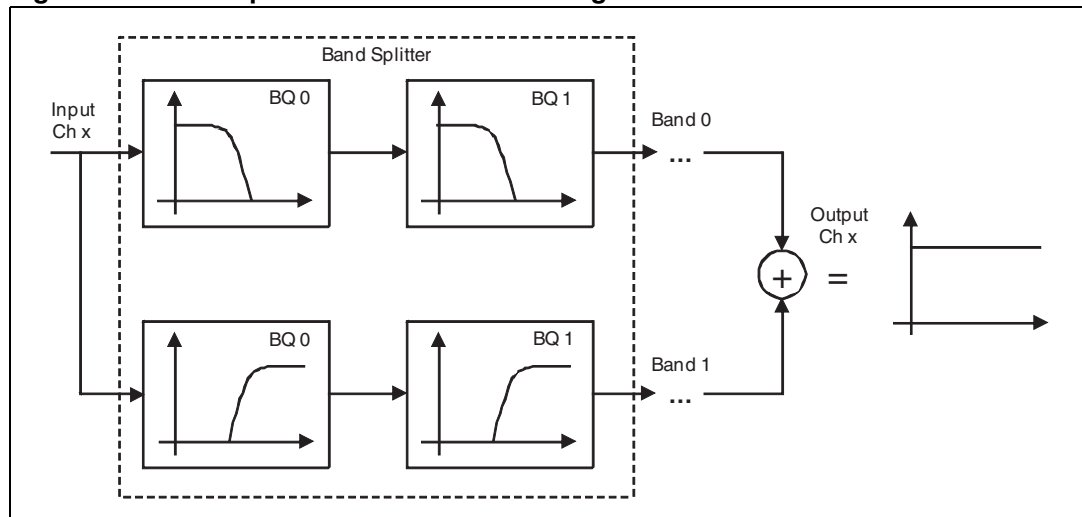 Band Splitter
BQ 0
BQ 1
Input
Ch x
Band 0
...
Output
Ch x
+
=
BQ 0
BQ 1
Band 1
...